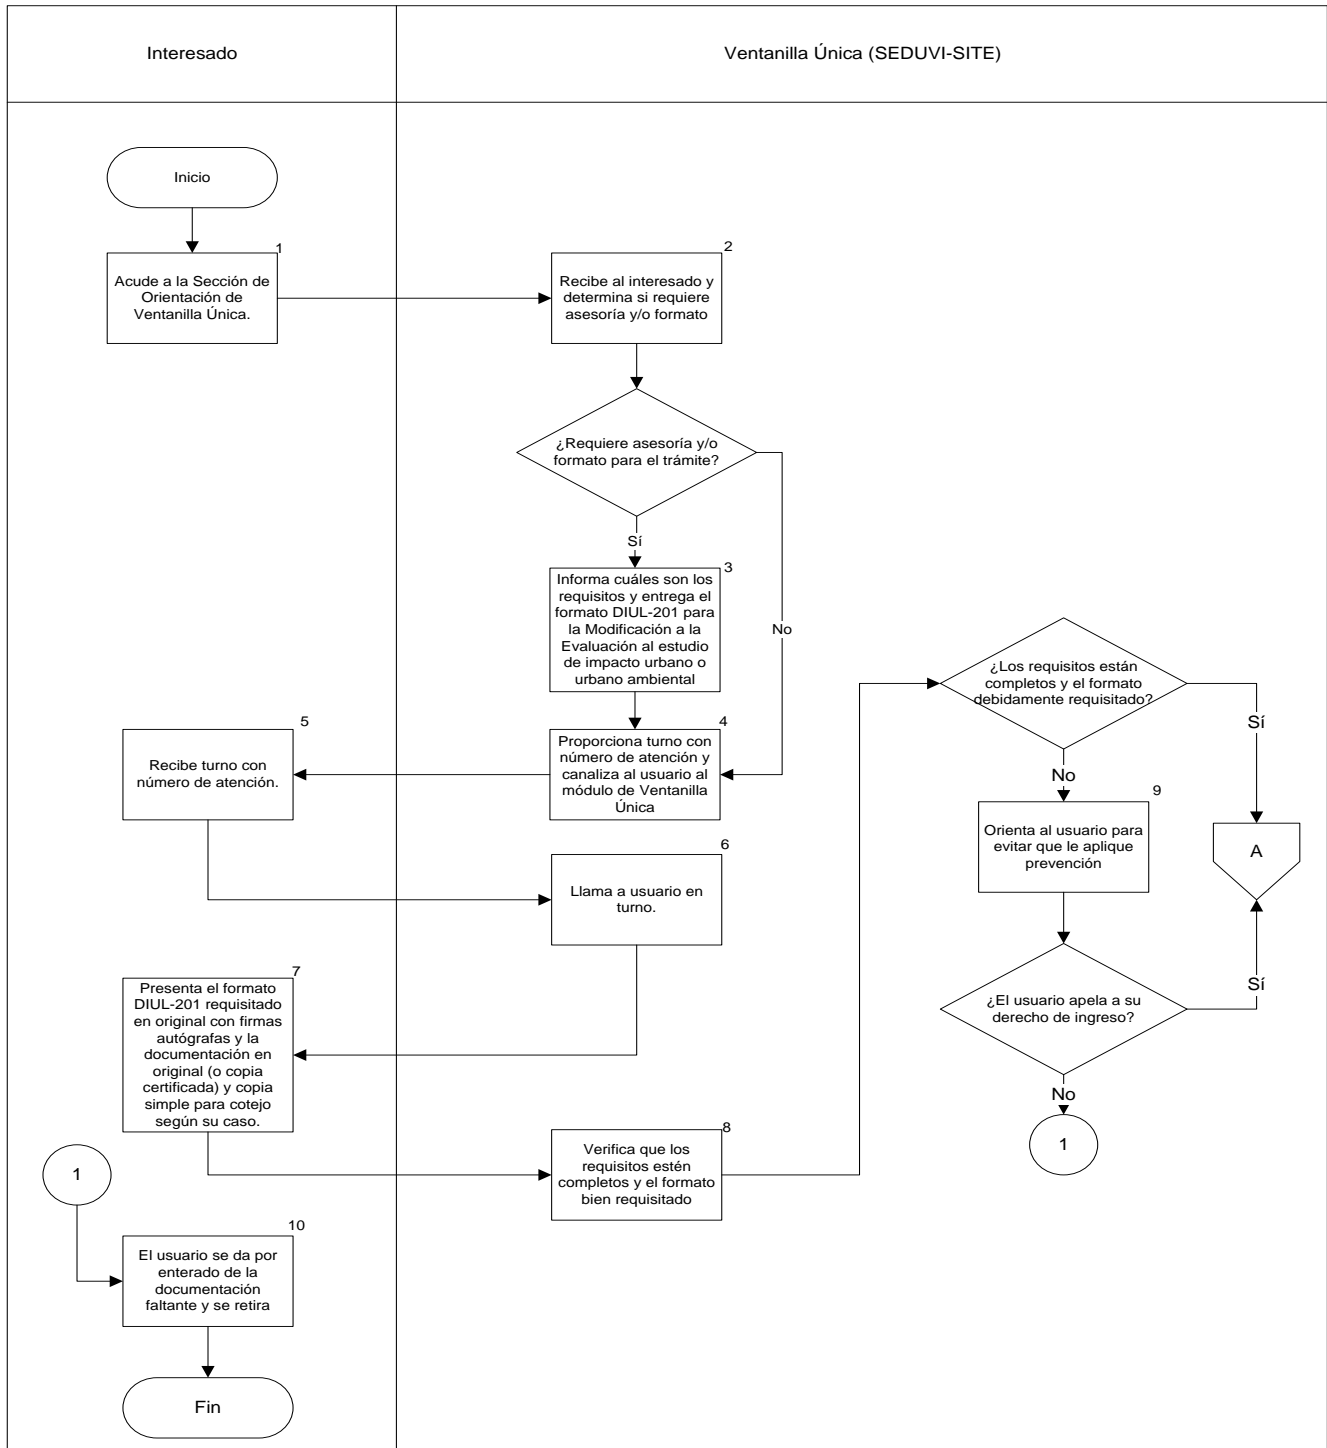 Interesado
Ventanilla Única (SEDUVI-SITE)
Inicio
1
Acude a la Sección de
Orientación de
Ventanilla Única.
2
Recibe al interesado y
determina si requiere
asesoría y/o formato
¿Requiere asesoría y/o
formato para el trámite?
Sí
No
3
Informa cuáles son los
requisitos y entrega el
formato DIUL-201 para
la Modificación a la
Evaluación al estudio
de impacto urbano o
urbano ambiental
4
Proporciona turno con
número de atención y
canaliza al usuario al
módulo de Ventanilla
Única
5
Recibe turno con
número de atención.
6
Llama a usuario en
turno.
7
Presenta el formato
DIUL-201 requisitado
en original con firmas
autógrafas y la
documentación en
original (o copia
certificada) y copia
simple para cotejo
según su caso.
8
Verifica que los
requisitos estén
completos y el formato
bien requisitado
¿Los requisitos están
completos y el formato
debidamente requisitado?
Sí
No
9
Orienta al usuario para
evitar que le aplique
prevención
A
¿El usuario apela a su
derecho de ingreso?
Sí
No
1
1
10
El usuario se da por
enterado de la
documentación
faltante y se retira
Fin